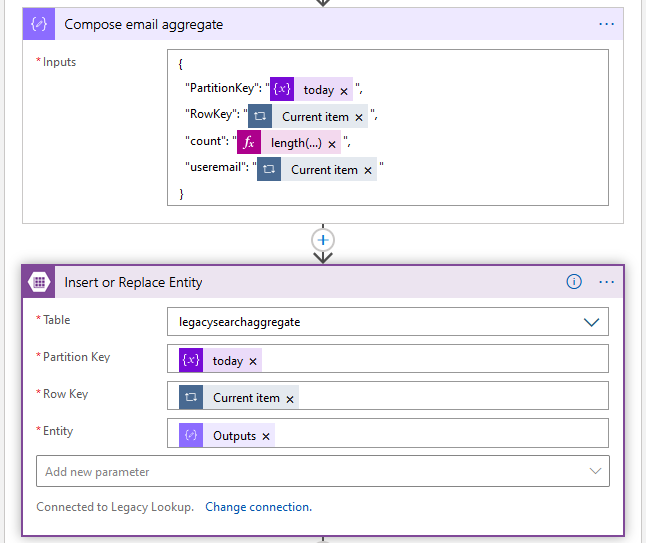 Compose email aggregate ...
* Inputs
{
"PartitionKey": " {x} today × ",
"RowKey": " Current item × ",
"count": " fx length(...) × ",
"useremail": " Current item × "
}
Insert or Replace Entity ...
* Table legacysearchaggregate
* Partition Key {x} today ×
* Row Key Current item ×
* Entity Outputs ×
Add new parameter
Connected to Legacy Lookup. Change connection.